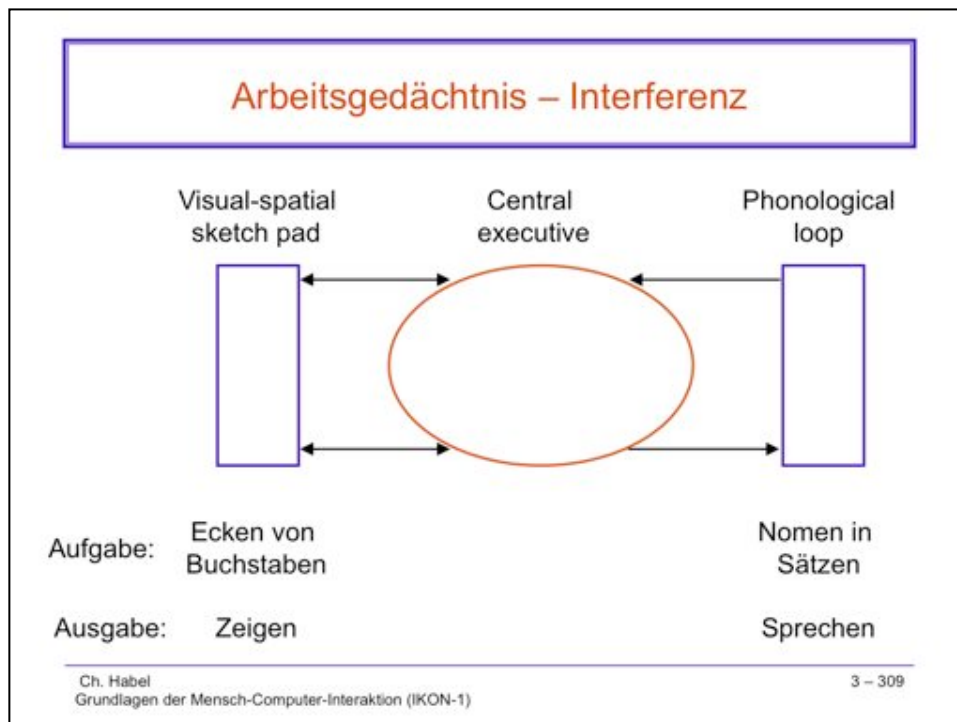 Arbeitsgedächtnis – Interferenz
Visual-spatial
sketch pad
Central
executive
Phonological
loop
Aufgabe:
Ecken von
Buchstaben
Nomen in
Sätzen
Ausgabe:
Zeigen
Sprechen
Ch. Habel
Grundlagen der Mensch-Computer-Interaktion (IKON-1)
3 – 309